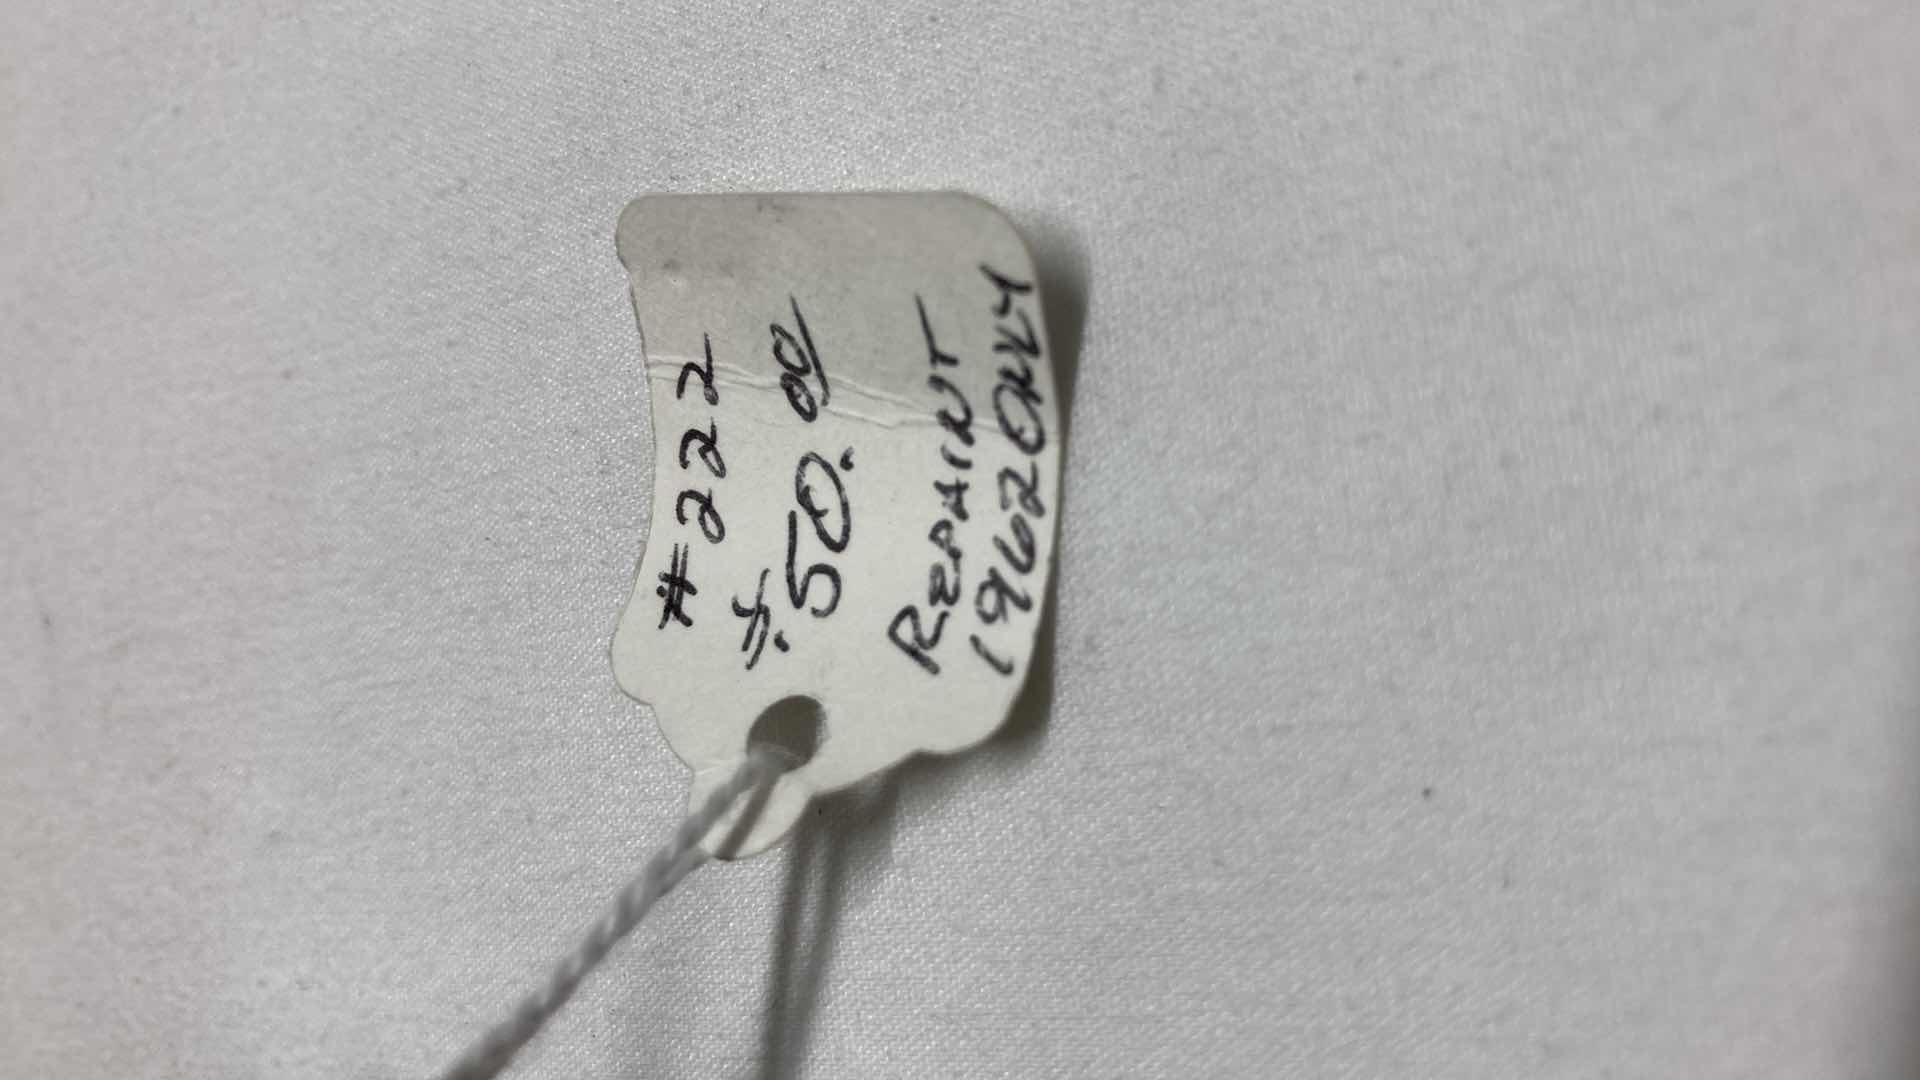 #222
$.50.00
REPAINT
1962 ONLY